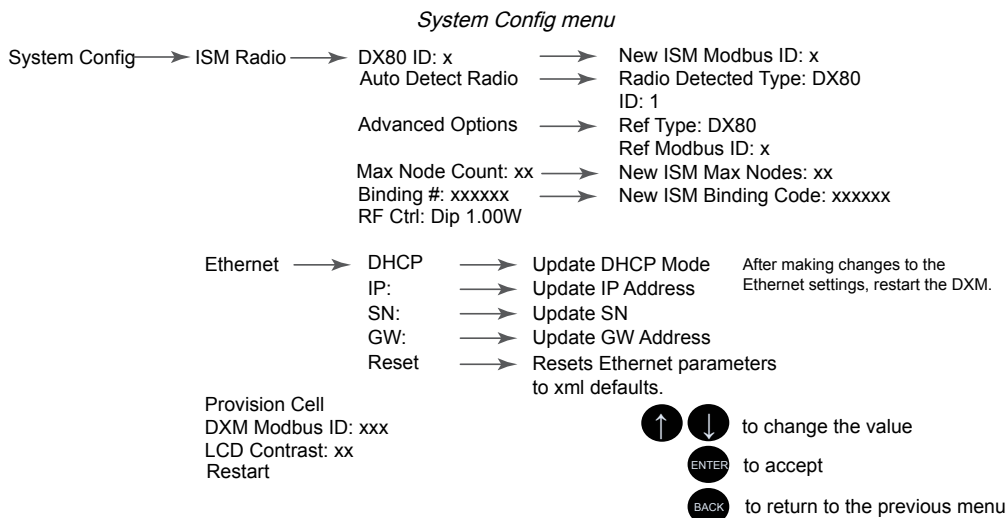 System Config menu
System Config ISM Radio DX80 ID: x New ISM Modbus ID: x
Auto Detect Radio Radio Detected Type: DX80
ID: 1
Advanced Options Ref Type: DX80
Ref Modbus ID: x
Max Node Count: xx New ISM Max Nodes: xx
Binding #: xxxxxx New ISM Binding Code: xxxxxx
RF Ctrl: Dip 1.00W
Ethernet DHCP Update DHCP Mode After making changes to the
IP: Update IP Address Ethernet settings, restart the DXM.
SN: Update SN
GW: Update GW Address
Reset Resets Ethernet parameters
to xml defaults.
Provision Cell
DXM Modbus ID: xxx
LCD Contrast: xx
Restart
↑ ↓ to change the value
ENTER to accept
BACK to return to the previous menu